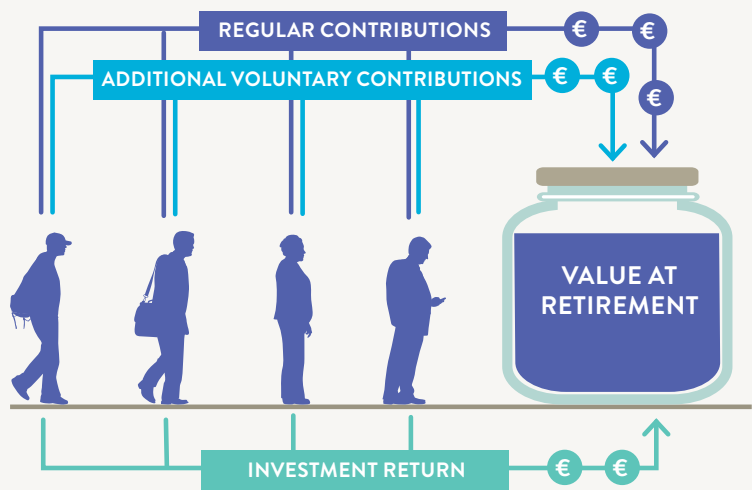 REGULAR CONTRIBUTIONS
€
€
ADDITIONAL VOLUNTARY CONTRIBUTIONS
€
€
€
VALUE AT
RETIREMENT
INVESTMENT RETURN
€
€